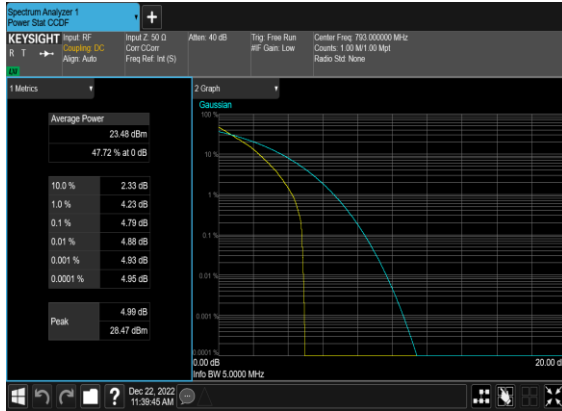 Spectrum Analyzer 1
Power Stat CCDF
+
KEYSIGHT
R T
LU
Input: RF
Coupling: DC
Align: Auto
Input Z: 50 Ω
Corr CCorr
Freq Ref: Int (S)
Atten: 40 dB
Trig: Free Run
#IF Gain: Low
Center Freq: 793.000000 MHz
Counts: 1.00 M/1.00 Mpt
Radio Std: None
1 Metrics
Average Power
23.48 dBm
47.72 % at 0 dB
10.0 % 2.33 dB
1.0 % 4.23 dB
0.1 % 4.79 dB
0.01 % 4.88 dB
0.001 % 4.93 dB
0.0001 % 4.95 dB
Peak
4.99 dB
28.47 dBm
2 Graph
Gaussian
100 %
10 %
1 %
0.1 %
0.01 %
0.001 %
0.0001 %
0.00 dB
20.00 d
Info BW 5.0000 MHz
?
Dec 22, 2022
11:39:45 AM